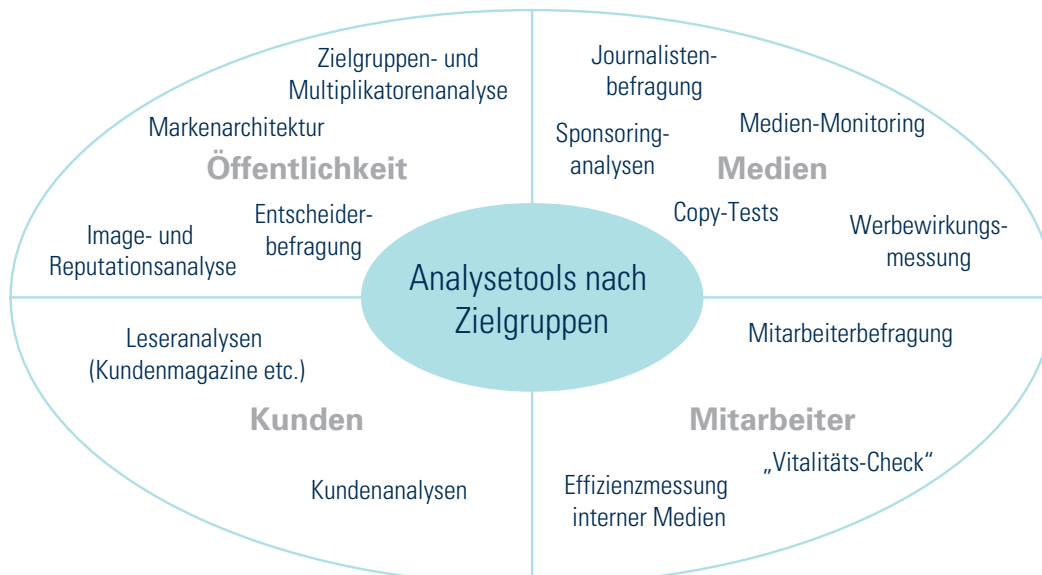 Zielgruppen- und
Multiplikatorenanalyse
Markenarchitektur
Öffentlichkeit
Entscheider-
befragung
Image- und
Reputationsanalyse
Journalisten-
befragung
Sponsoring-
analysen
Medien-Monitoring
Medien
Copy-Tests
Werbewirkungs-
messung
Analysetools nach
Zielgruppen
Leseranalysen
(Kundenmagazine etc.)
Kunden
Kundenanalysen
Mitarbeiterbefragung
Mitarbeiter
„Vitalitäts-Check“
Effizienzmessung
interner Medien